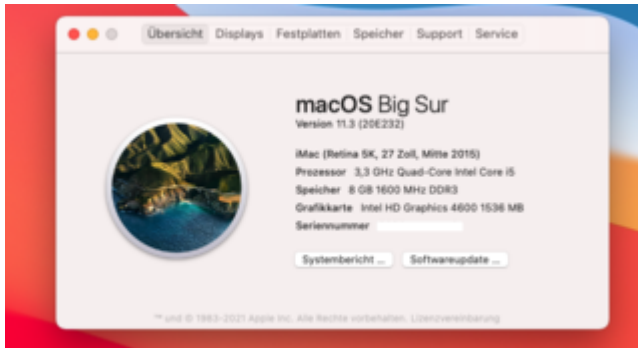 Übersicht Displays Festplatten Speicher Support Service
macOS Big Sur
Version 11.3 (20E232)
iMac (Retina 5K, 27 Zoll, Mitte 2015)
Prozessor 3,3 GHz Quad-Core Intel Core i5
Speicher 8 GB 1600 MHz DDR3
Grafikkarte Intel HD Graphics 4600 1536 MB
Seriennummer
Systembericht ... Softwareupdate ...
™ und © 1983-2021 Apple Inc. Alle Rechte vorbehalten. Lizenzvereinbarung